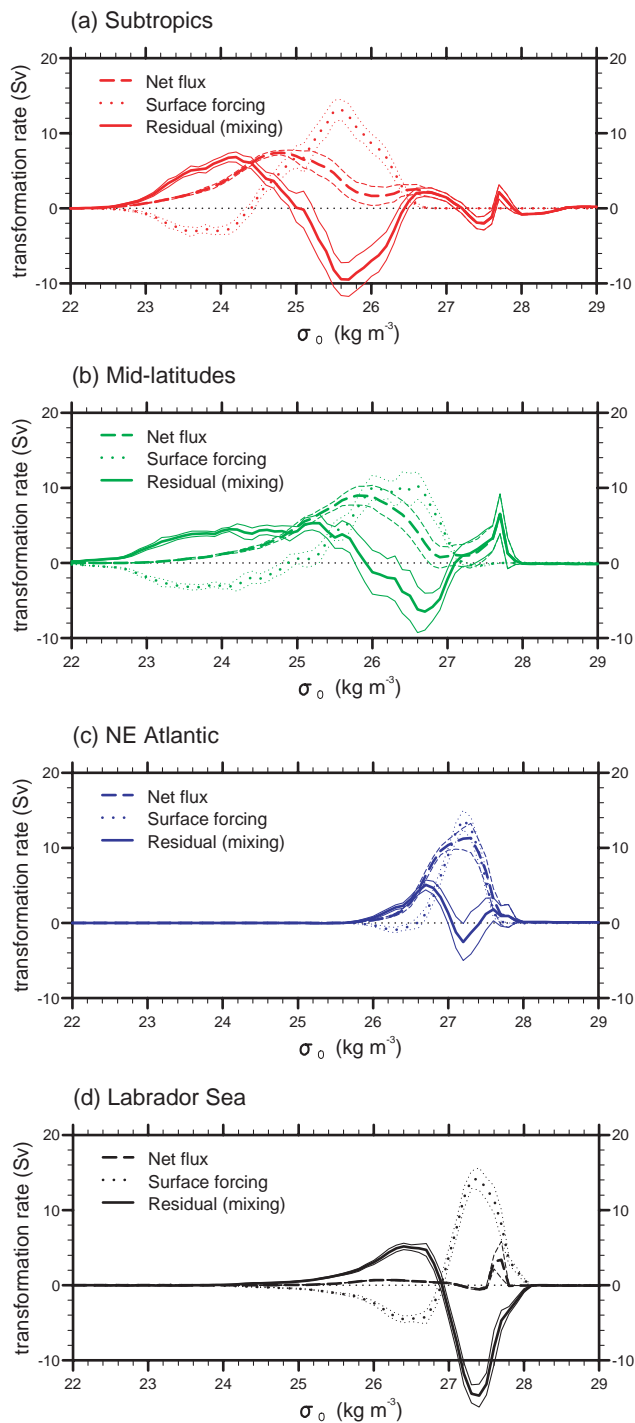 (a) Subtropics
transformation rate (Sv)
20 20
10 10
0 0
-10 -10
Net flux
Surface forcing
Residual (mixing)
22 23 24 25 26 27 28 29
σ₀ (kg m⁻³)
(b) Mid-latitudes
transformation rate (Sv)
20 20
10 10
0 0
-10 -10
Net flux
Surface forcing
Residual (mixing)
22 23 24 25 26 27 28 29
σ₀ (kg m⁻³)
(c) NE Atlantic
transformation rate (Sv)
20 20
10 10
0 0
-10 -10
Net flux
Surface forcing
Residual (mixing)
22 23 24 25 26 27 28 29
σ₀ (kg m⁻³)
(d) Labrador Sea
transformation rate (Sv)
20 20
10 10
0 0
-10 -10
Net flux
Surface forcing
Residual (mixing)
22 23 24 25 26 27 28 29
σ₀ (kg m⁻³)